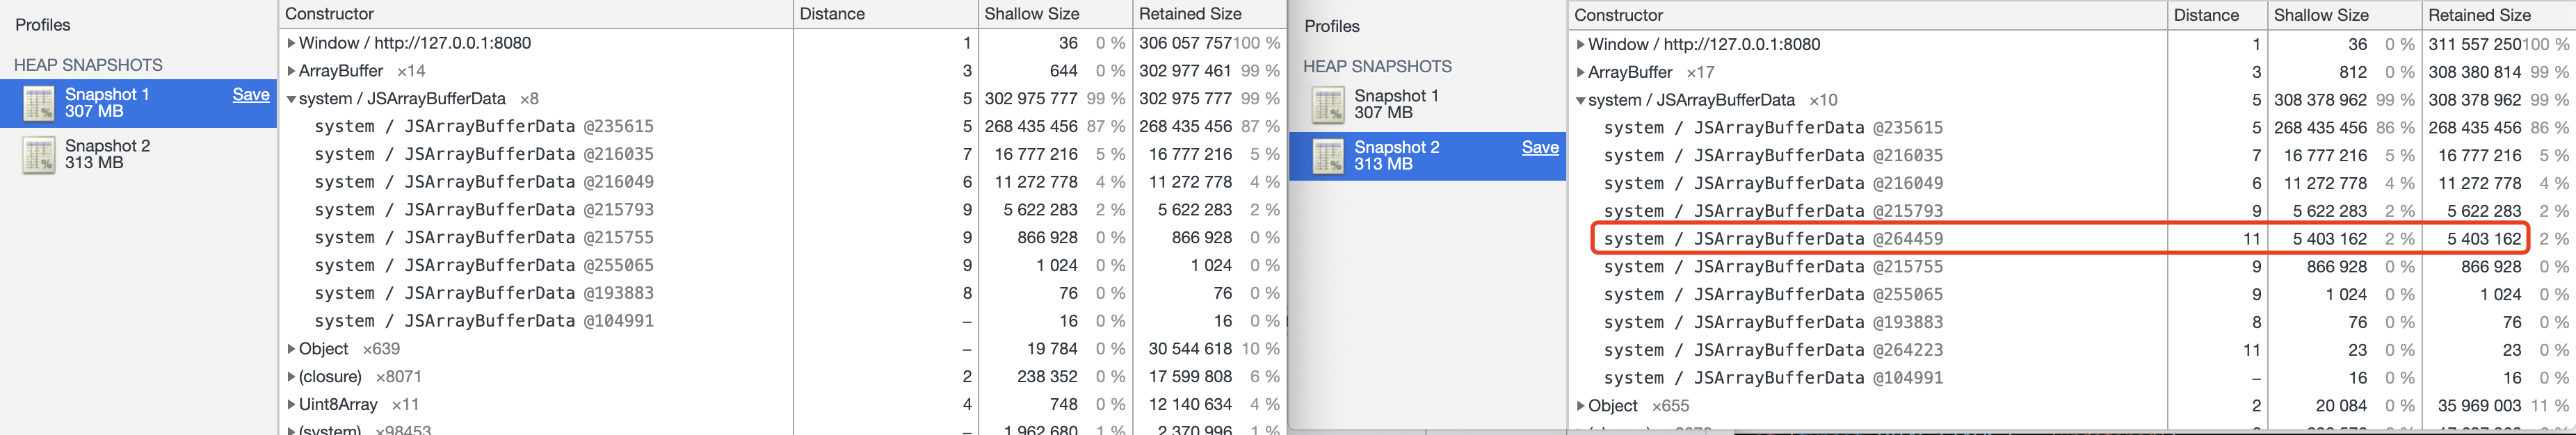 Profiles
HEAP SNAPSHOTS
Snapshot 1 Save
307 MB
Snapshot 2
313 MB
Constructor Distance Shallow Size Retained Size
Window / http://127.0.0.1:8080 1 36 0 % 306 057 757 100 %
ArrayBuffer ×14 3 644 0 % 302 977 461 99 %
system / JSArrayBufferData ×8 5 302 975 777 99 % 302 975 777 99 %
system / JSArrayBufferData @235615 5 268 435 456 87 % 268 435 456 87 %
system / JSArrayBufferData @216035 7 16 777 216 5 % 16 777 216 5 %
system / JSArrayBufferData @216049 6 11 272 778 4 % 11 272 778 4 %
system / JSArrayBufferData @215793 9 5 622 283 2 % 5 622 283 2 %
system / JSArrayBufferData @215755 9 866 928 0 % 866 928 0 %
system / JSArrayBufferData @255065 9 1 024 0 % 1 024 0 %
system / JSArrayBufferData @193883 8 76 0 % 76 0 %
system / JSArrayBufferData @104991 – 16 0 % 16 0 %
Object ×639 – 19 784 0 % 30 544 618 10 %
(closure) ×8071 2 238 352 0 % 17 599 808 6 %
Uint8Array ×11 4 748 0 % 12 140 634 4 %
(system) ×98453 – 1 962 680 1 % 2 370 996 1 %
Profiles
HEAP SNAPSHOTS
Snapshot 1
307 MB
Snapshot 2 Save
313 MB
Constructor Distance Shallow Size Retained Size
Window / http://127.0.0.1:8080 1 36 0 % 311 557 250 100 %
ArrayBuffer ×17 3 812 0 % 308 380 814 99 %
system / JSArrayBufferData ×10 5 308 378 962 99 % 308 378 962 99 %
system / JSArrayBufferData @235615 5 268 435 456 86 % 268 435 456 86 %
system / JSArrayBufferData @216035 7 16 777 216 5 % 16 777 216 5 %
system / JSArrayBufferData @216049 6 11 272 778 4 % 11 272 778 4 %
system / JSArrayBufferData @215793 9 5 622 283 2 % 5 622 283 2 %
system / JSArrayBufferData @264459 11 5 403 162 2 % 5 403 162 2 %
system / JSArrayBufferData @215755 9 866 928 0 % 866 928 0 %
system / JSArrayBufferData @255065 9 1 024 0 % 1 024 0 %
system / JSArrayBufferData @193883 8 76 0 % 76 0 %
system / JSArrayBufferData @264223 11 23 0 % 23 0 %
system / JSArrayBufferData @104991 – 16 0 % 16 0 %
Object ×655 2 20 084 0 % 35 969 003 11 %